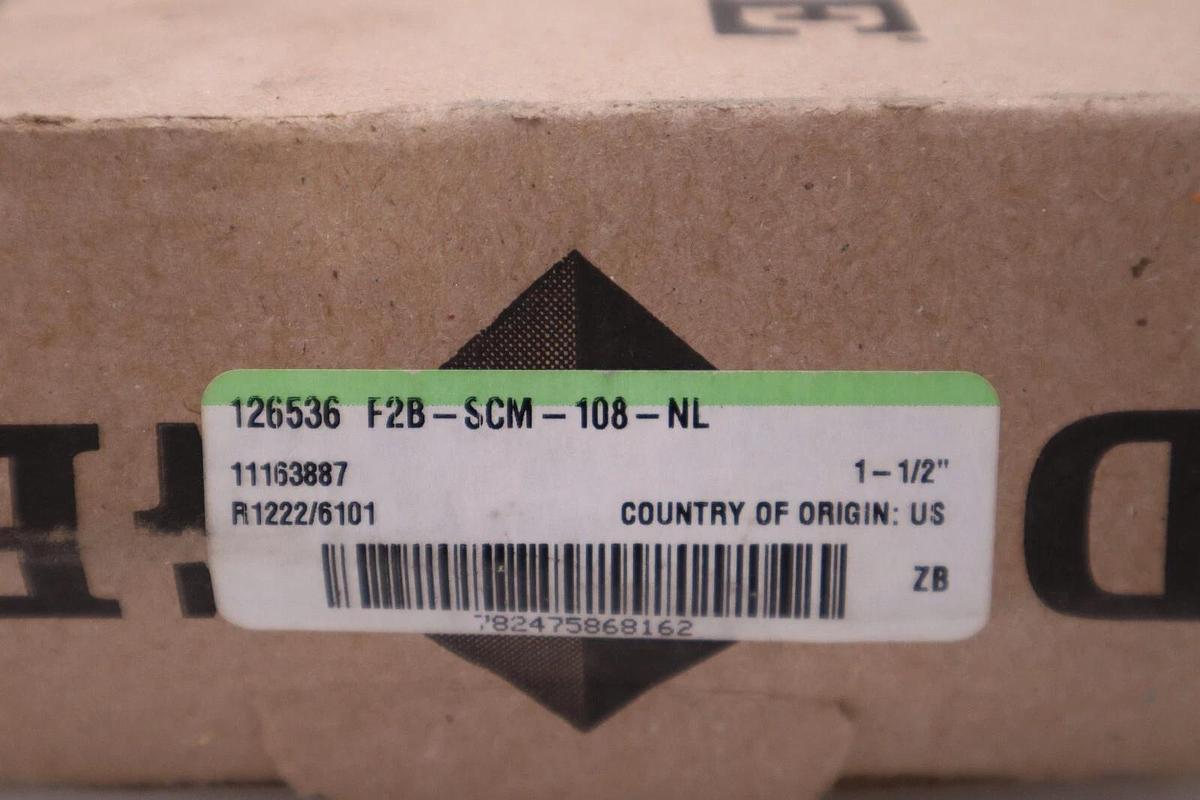 E
126536 F2B-SCM-108-NL
11163887
1-1/2"
R1222/6101
COUNTRY OF ORIGIN: US
ZB
782475868162
D